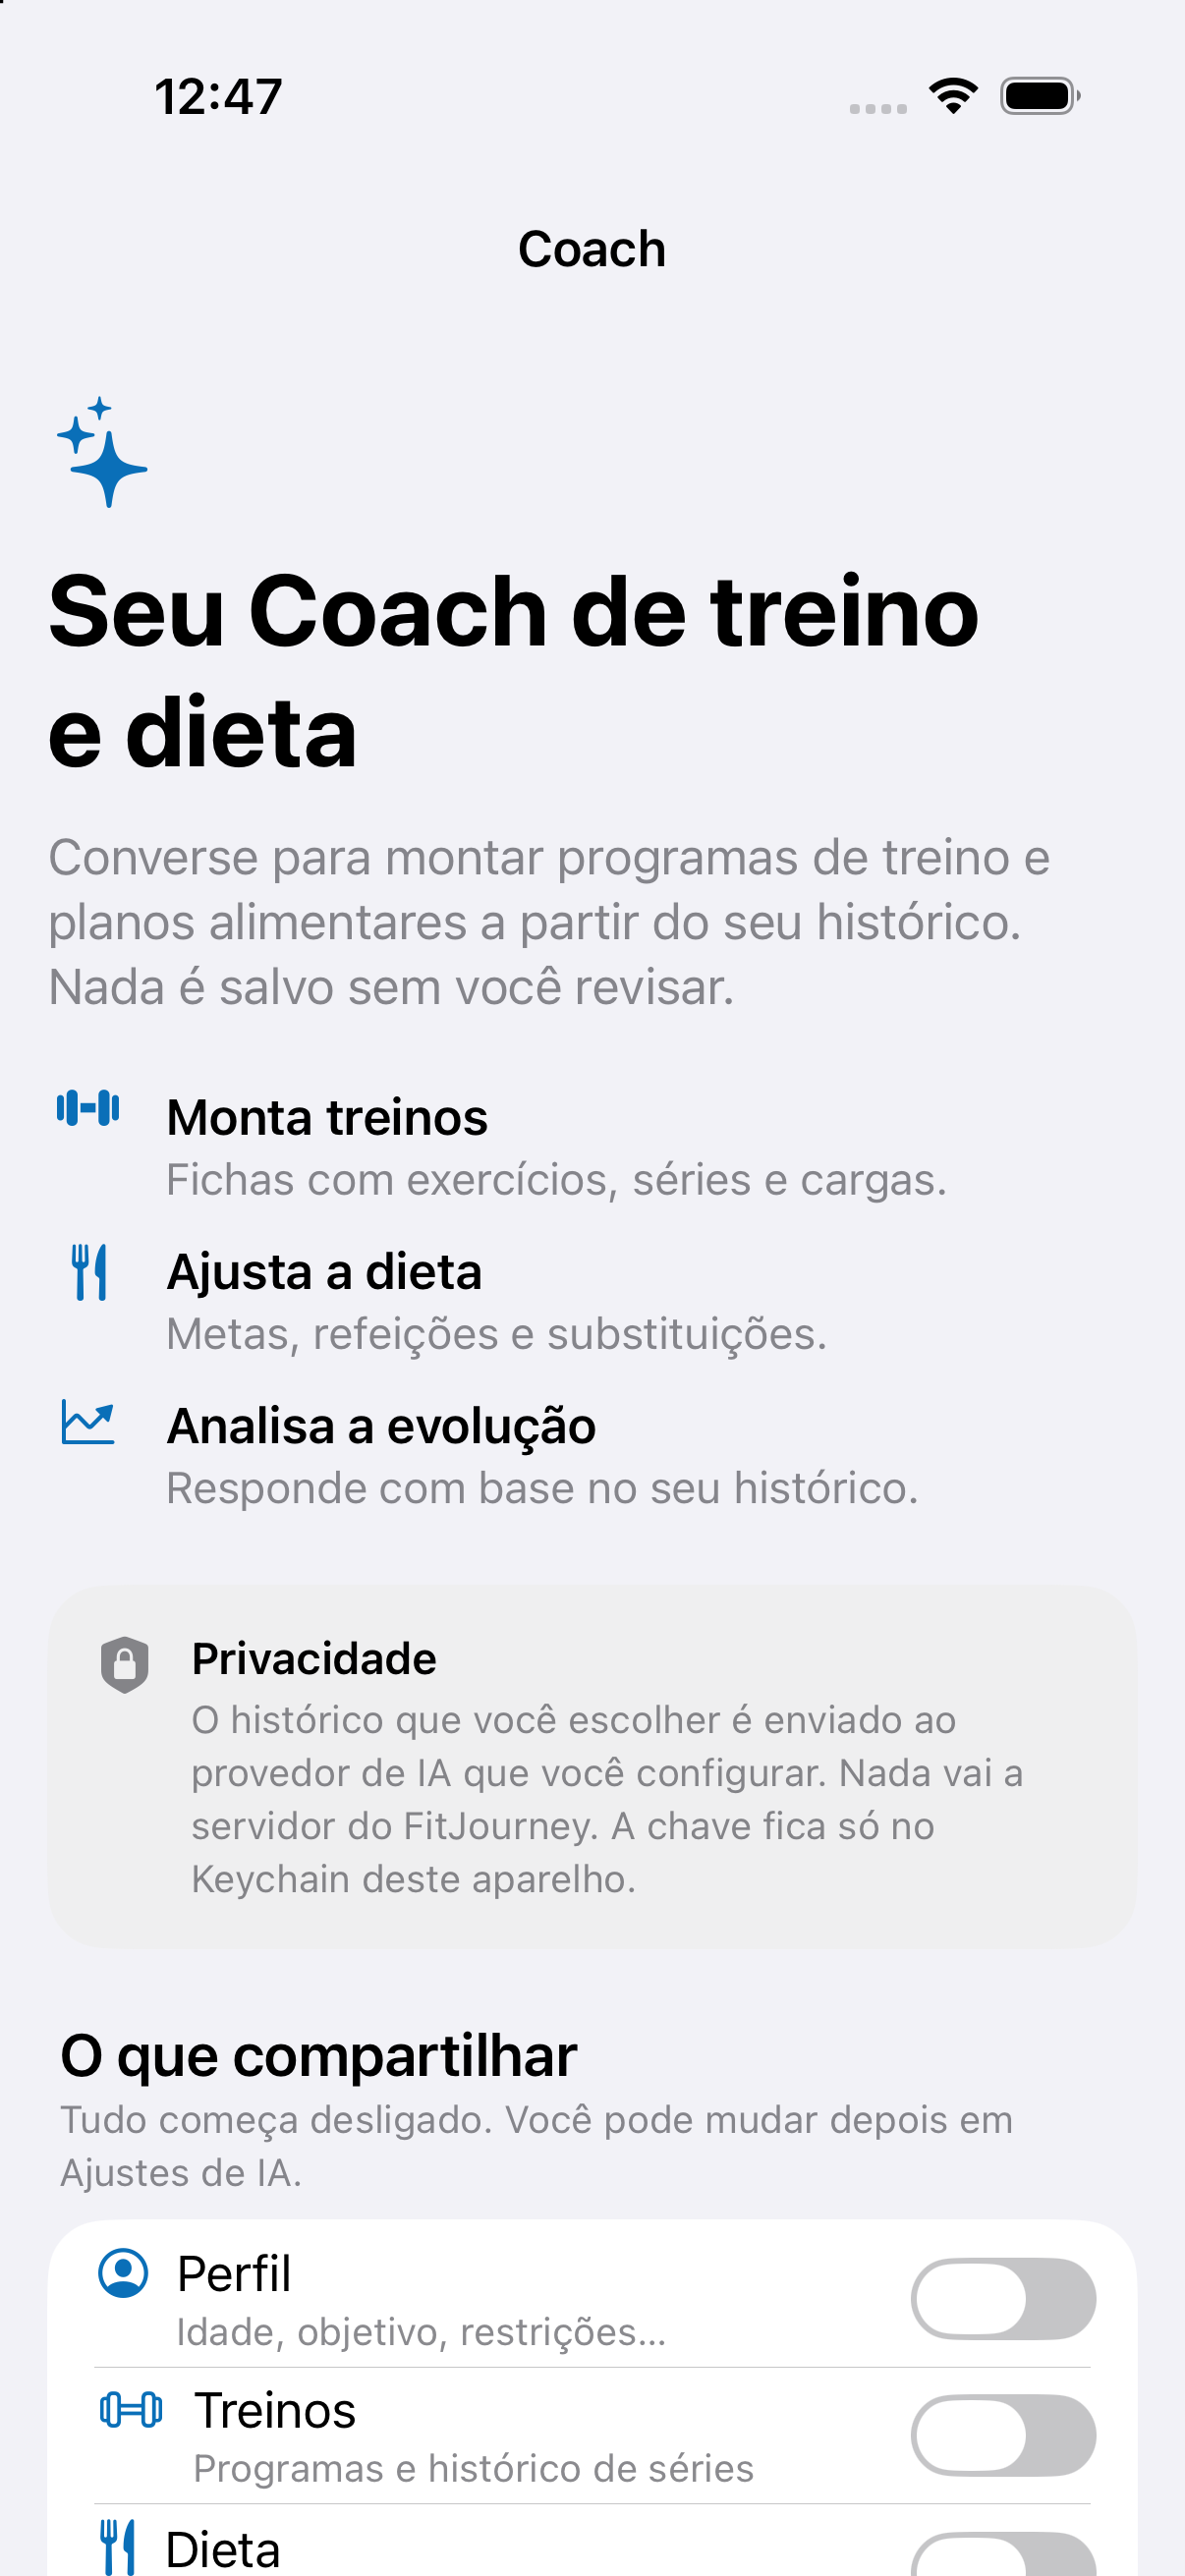 12:47
Coach
Seu Coach de treino
e dieta
Converse para montar programas de treino e
planos alimentares a partir do seu histórico.
Nada é salvo sem você revisar.
Monta treinos
Fichas com exercícios, séries e cargas.
Ajusta a dieta
Metas, refeições e substituições.
Analisa a evolução
Responde com base no seu histórico.
Privacidade
O histórico que você escolher é enviado ao
provedor de IA que você configurar. Nada vai a
servidor do FitJourney. A chave fica só no
Keychain deste aparelho.
O que compartilhar
Tudo começa desligado. Você pode mudar depois em
Ajustes de IA.
Perfil
Idade, objetivo, restrições...
Treinos
Programas e histórico de séries
Dieta